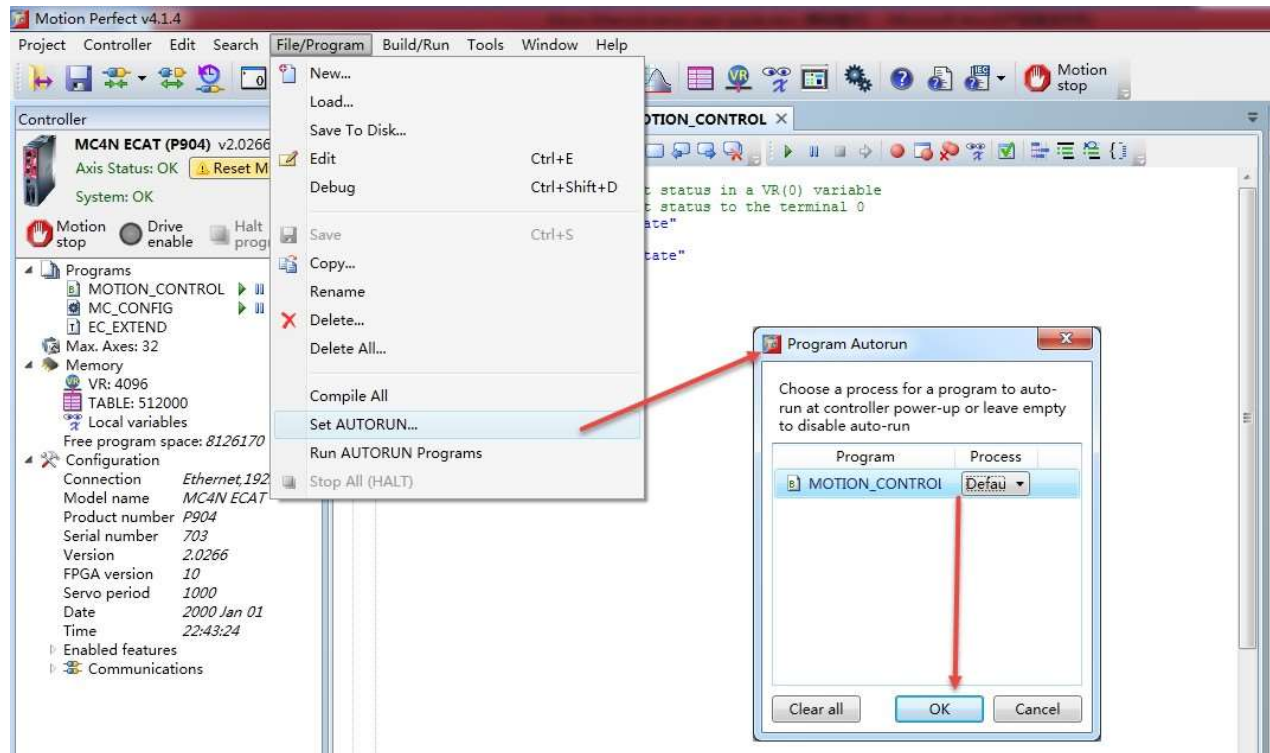 Motion Perfect v4.1.4
Project Controller Edit Search File/Program Build/Run Tools Window Help
Motion
stop
Controller
MC4N ECAT (P904) v2.0266
Axis Status: OK Reset M
System: OK
Motion
stop
Drive
enable
Halt
Programs
MOTION_CONTROL
MC_CONFIG
EC_EXTEND
Max. Axes: 32
Memory
VR: 4096
TABLE: 512000
Local variables
Free program space: 8126170
Configuration
Connection Ethernet,192
Model name MC4N ECAT
Product number P904
Serial number 703
Version 2.0266
FPGA version 10
Servo period 1000
Date 2000 Jan 01
Time 22:43:24
Enabled features
Communications
New...
Load...
Save To Disk...
Edit Ctrl+E
Debug Ctrl+Shift+D
Save Ctrl+S
Copy...
Rename
Delete...
Delete All...
Compile All
Set AUTORUN...
Run AUTORUN Programs
Stop All (HALT)
OTION_CONTROL
t status in a VR(0) variable
t status to the terminal 0
ate"
tate"
Program Autorun
Choose a process for a program to auto-
run at controller power-up or leave empty
to disable auto-run
Program Process
MOTION_CONTROL Defau
Clear all OK Cancel